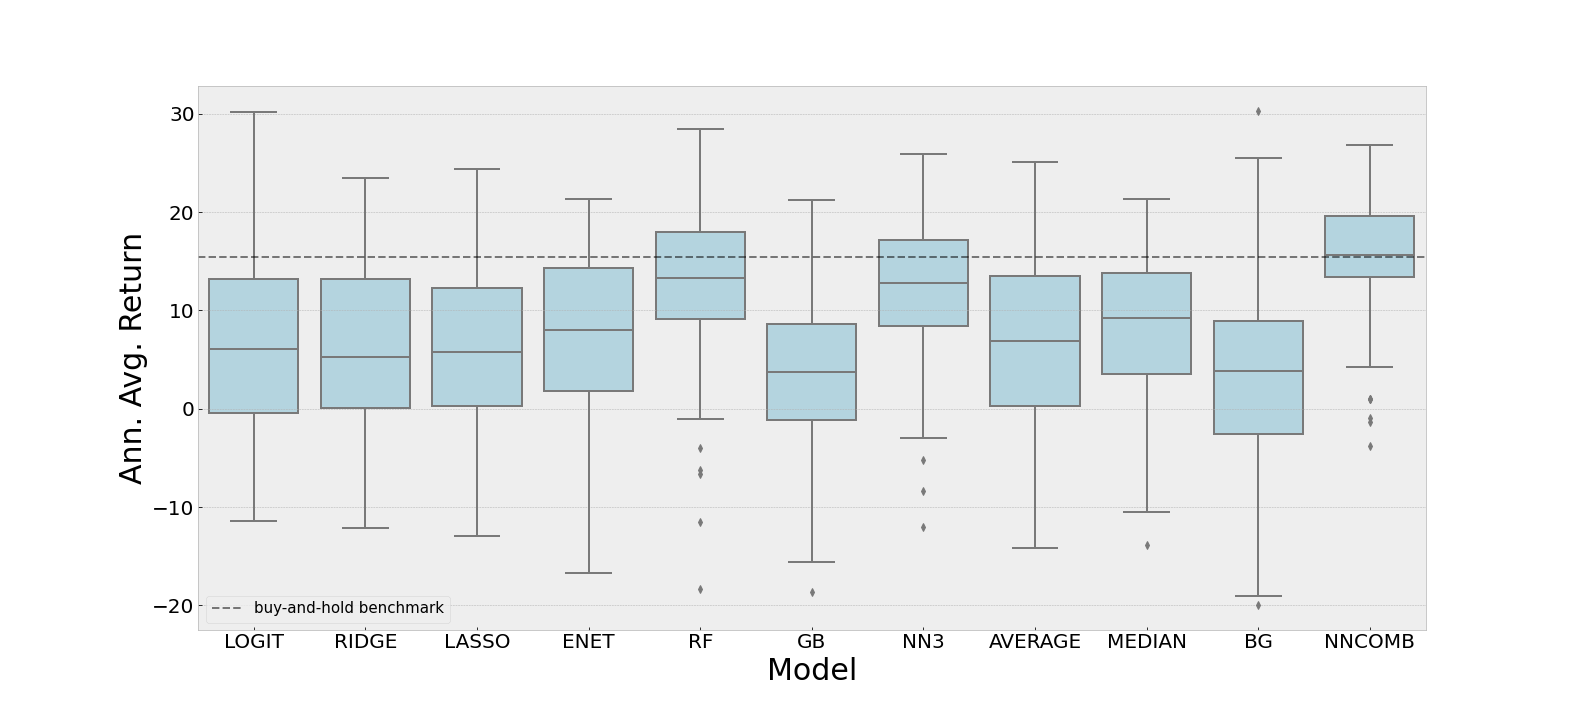 Ann. Avg. Return
30
20
10
0
−10
−20
buy-and-hold benchmark
LOGIT RIDGE LASSO ENET RF GB NN3 AVERAGE MEDIAN BG NNCOMB
Model